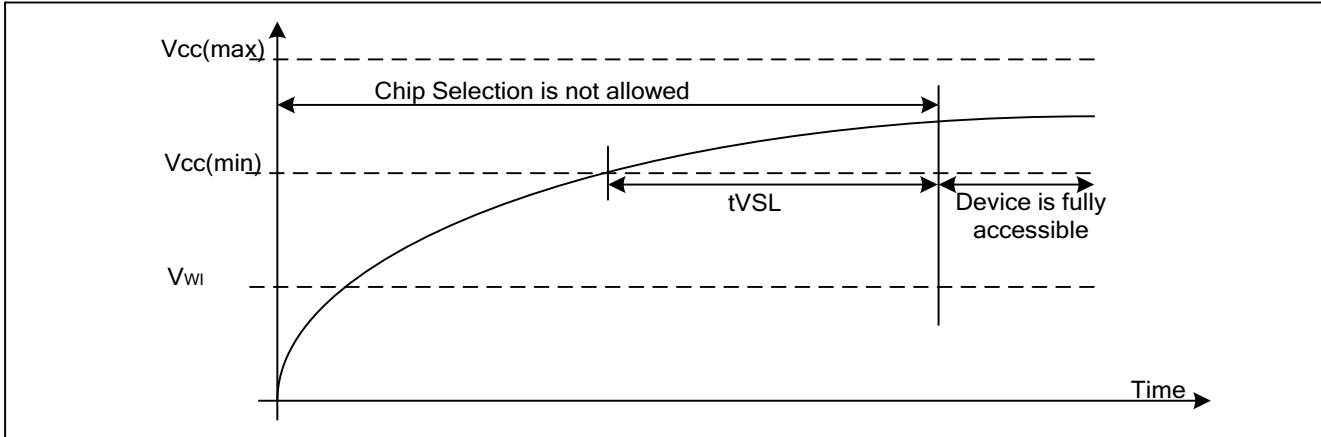 Vcc(max)
Chip Selection is not allowed
Vcc(min)
tVSL
Device is fully
accessible
VWI
Time